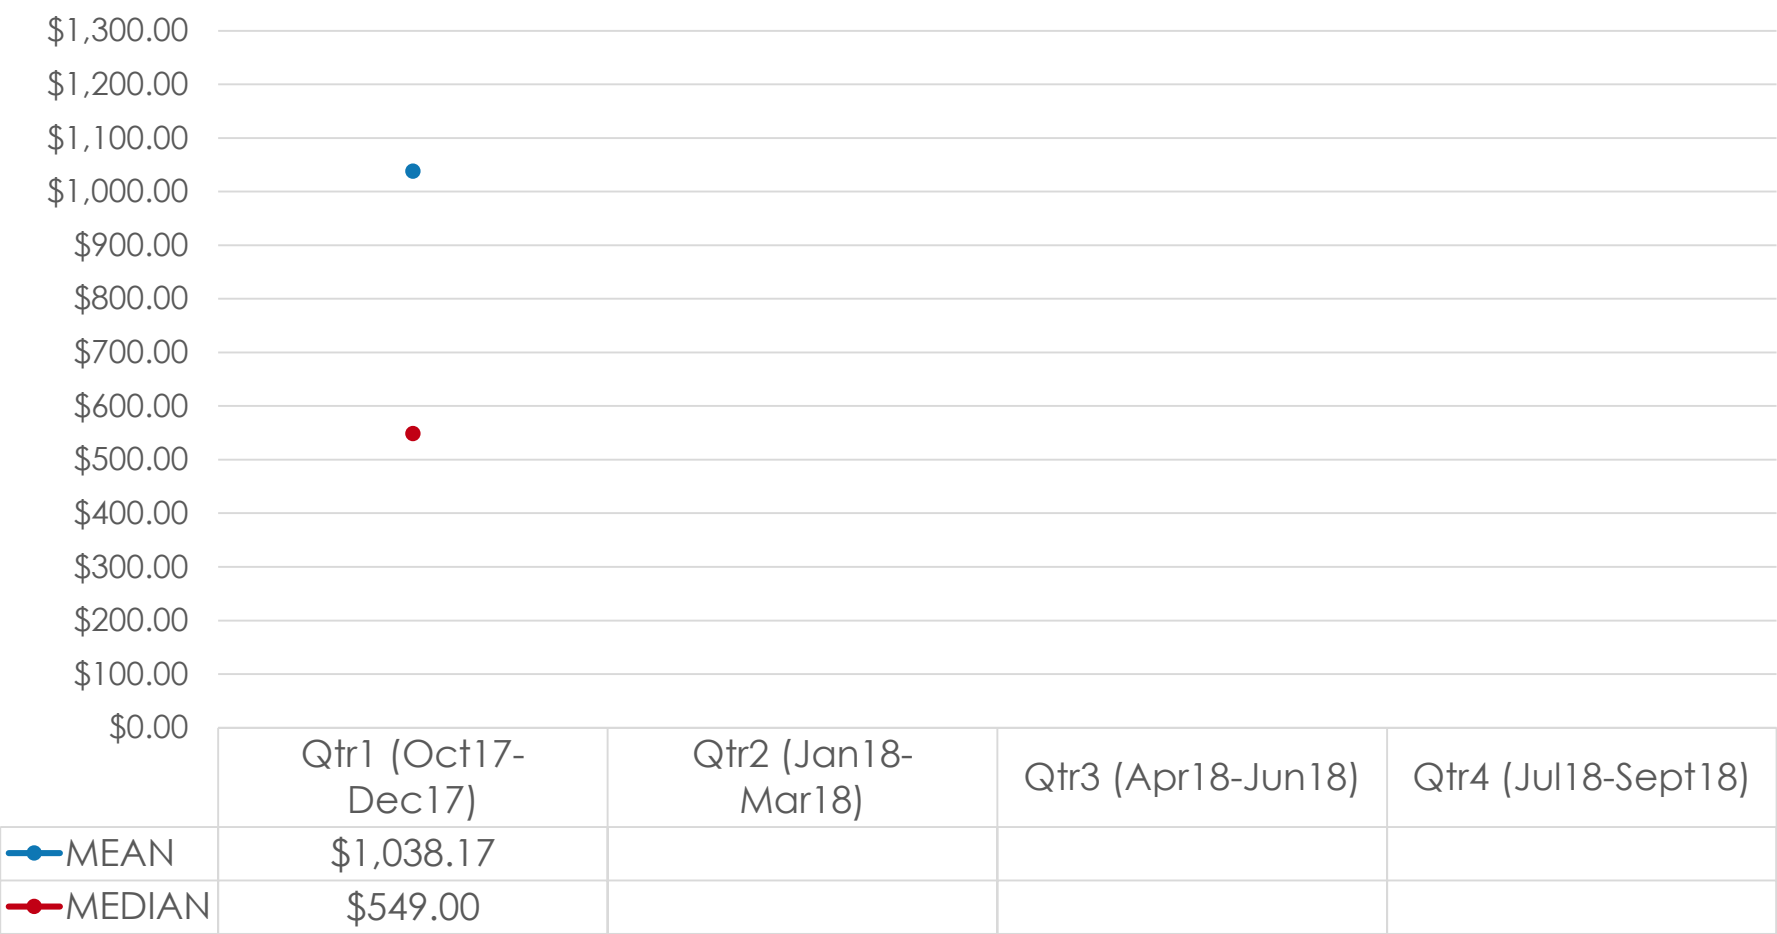 $1,300.00
$1,200.00
$1,100.00
$1,000.00
$900.00
$800.00
$700.00
$600.00
$500.00
$400.00
$300.00
$200.00
$100.00
$0.00
Qtr1 (Oct17-
Dec17)
Qtr2 (Jan18-
Mar18)
Qtr3 (Apr18-Jun18)
Qtr4 (Jul18-Sept18)
MEAN $1,038.17
MEDIAN $549.00